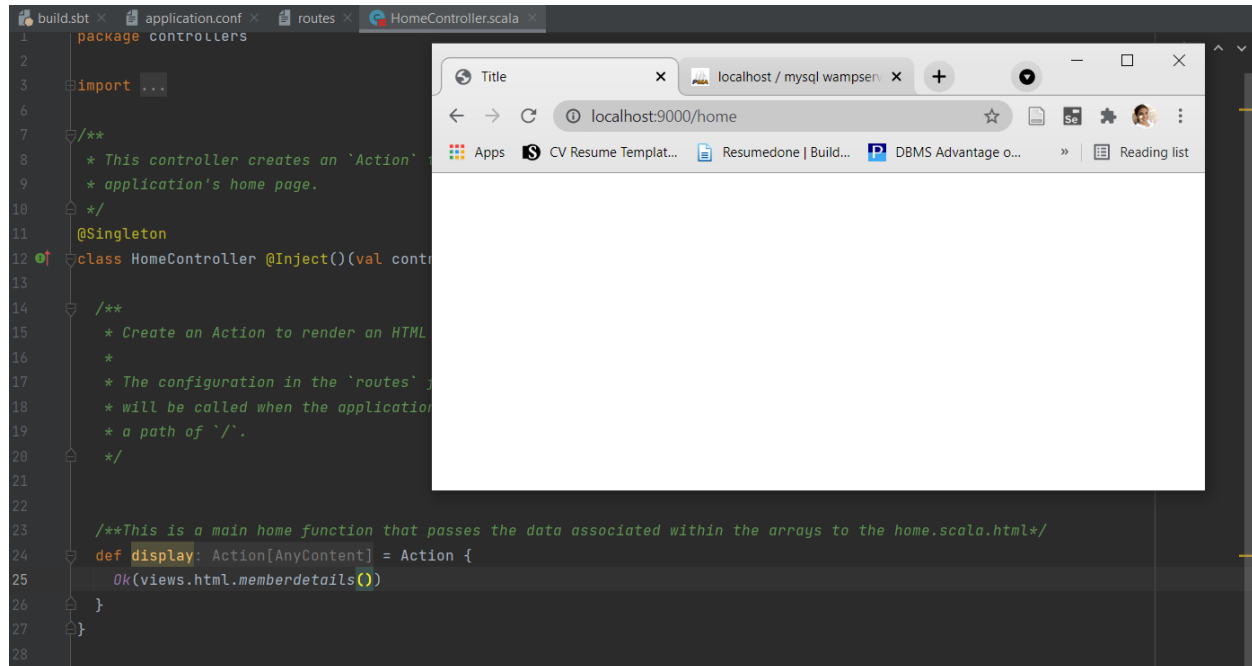 build.sbt application.conf routes HomeController.scala
1 package controllers
2
3 import ...
6
7 /**
8 * This controller creates an `Action` t
9 * application's home page.
10 */
11 @Singleton
12 class HomeController @Inject()(val contr
13
14 /**
15 * Create an Action to render an HTML
16 *
17 * The configuration in the `routes` f
18 * will be called when the application
19 * a path of `/`.
20 */
21
22
23 /**This is a main home function that passes the data associated within the arrays to the home.scala.html*/
24 def display: Action[AnyContent] = Action {
25 Ok(views.html.memberdetails())
26 }
27 }
28
Title localhost / mysql wampserv
localhost:9000/home Se
Apps CV Resume Templat... Resumedone | Build... DBMS Advantage o... » Reading list